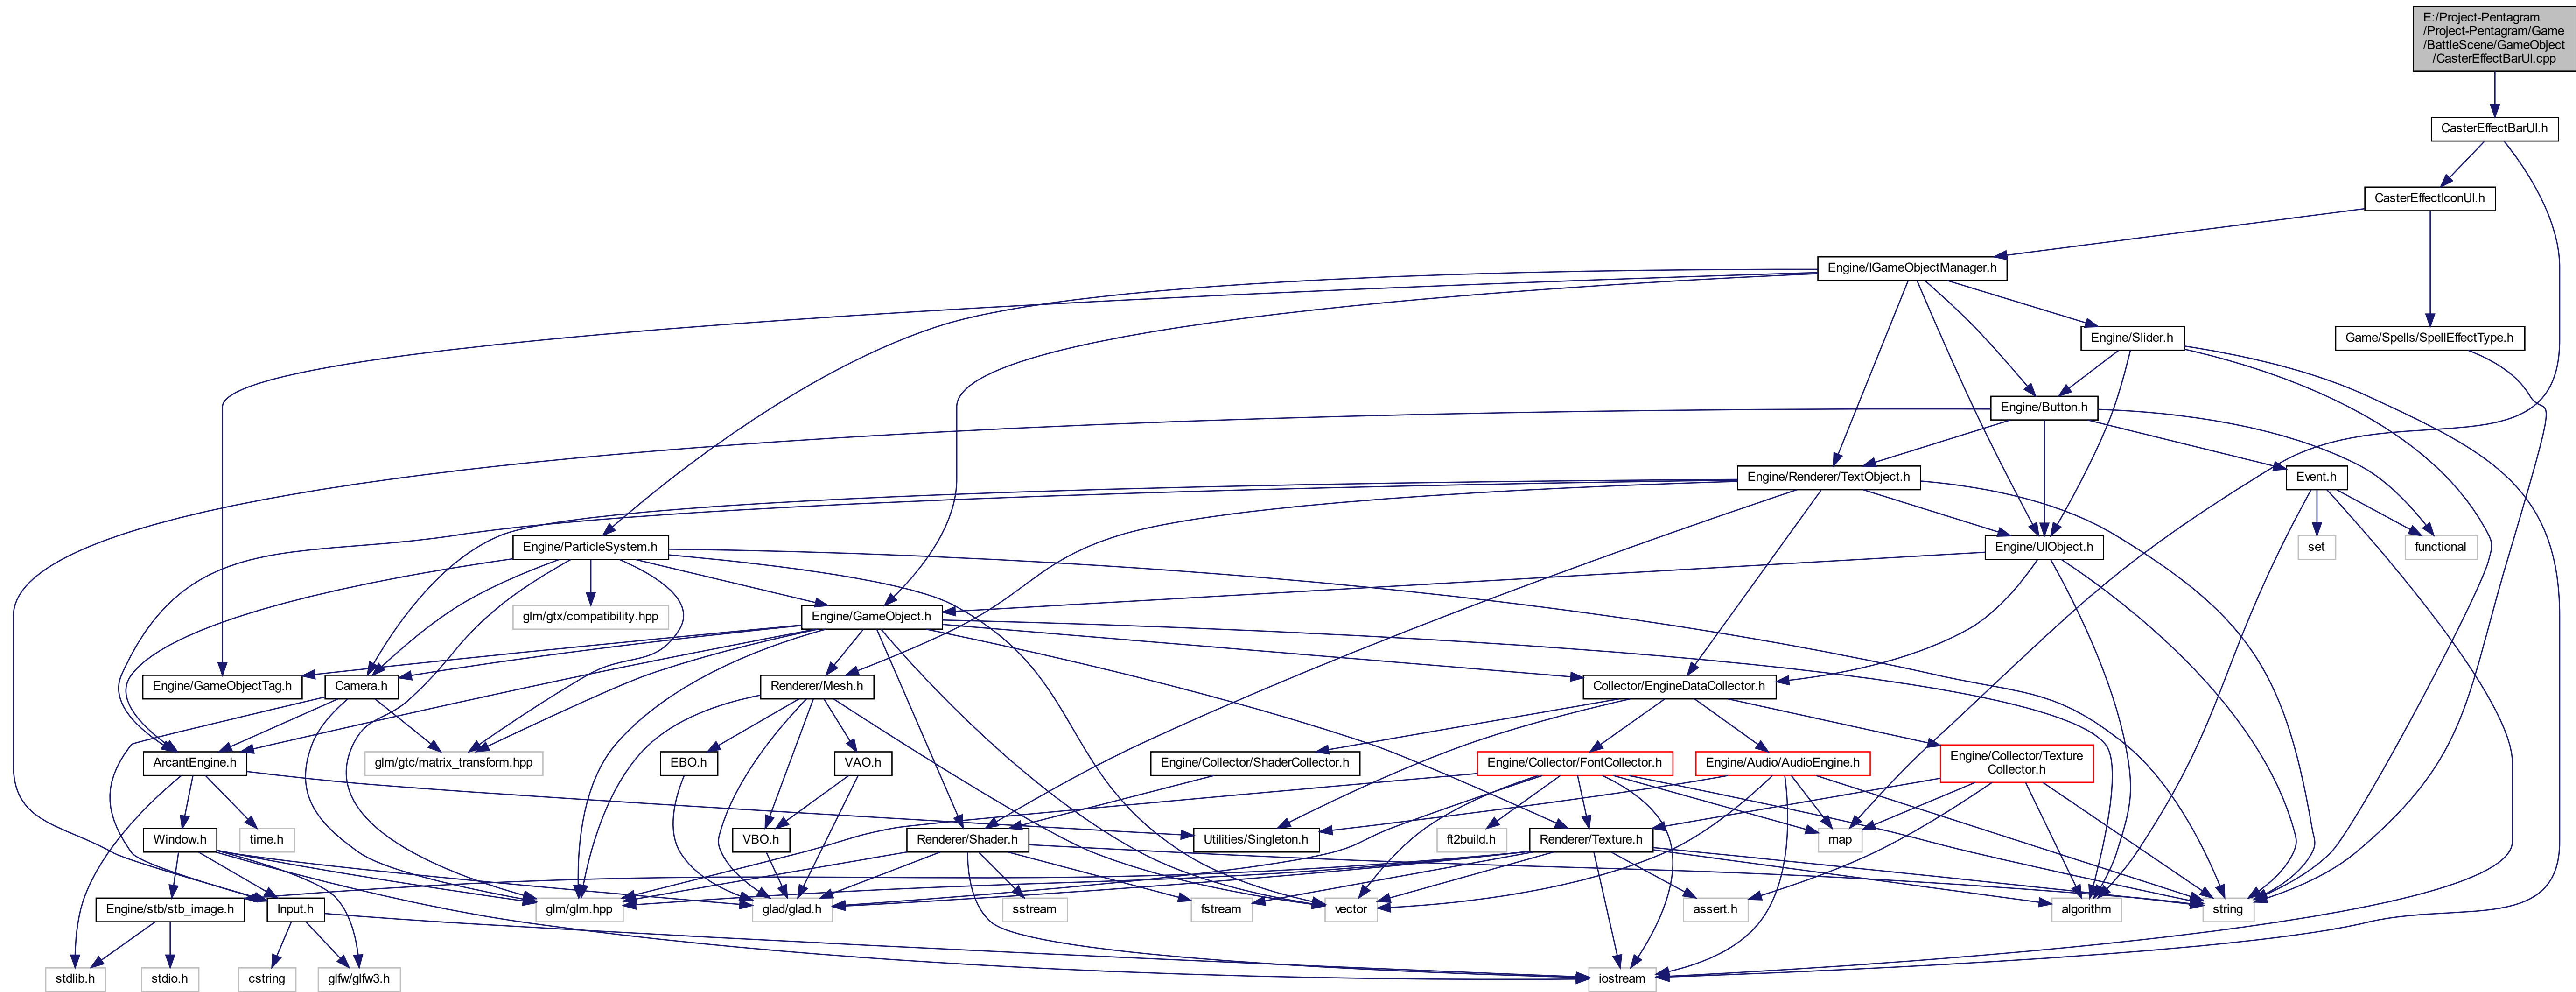 E:/Project-Pentagram
/Project-Pentagram/Game
/BattleScene/GameObject
/CasterEffectBarUI.cpp
CasterEffectBarUI.h
CasterEffectIconUI.h
Engine/IGameObjectManager.h
Engine/Slider.h
Game/Spells/SpellEffectType.h
Engine/Button.h
Engine/Renderer/TextObject.h
Event.h
Engine/ParticleSystem.h
Engine/UIObject.h
set
functional
glm/gtx/compatibility.hpp
Engine/GameObject.h
Engine/GameObjectTag.h
Camera.h
Renderer/Mesh.h
Collector/EngineDataCollector.h
ArcantEngine.h
glm/gtc/matrix_transform.hpp
EBO.h
VAO.h
Engine/Collector/ShaderCollector.h
Engine/Collector/FontCollector.h
Engine/Audio/AudioEngine.h
Engine/Collector/Texture
Collector.h
Window.h
time.h
VBO.h
Renderer/Shader.h
Utilities/Singleton.h
ft2build.h
Renderer/Texture.h
map
Engine/stb/stb_image.h
Input.h
glm/glm.hpp
glad/glad.h
sstream
fstream
vector
assert.h
algorithm
string
stdlib.h
stdio.h
cstring
glfw/glfw3.h
iostream